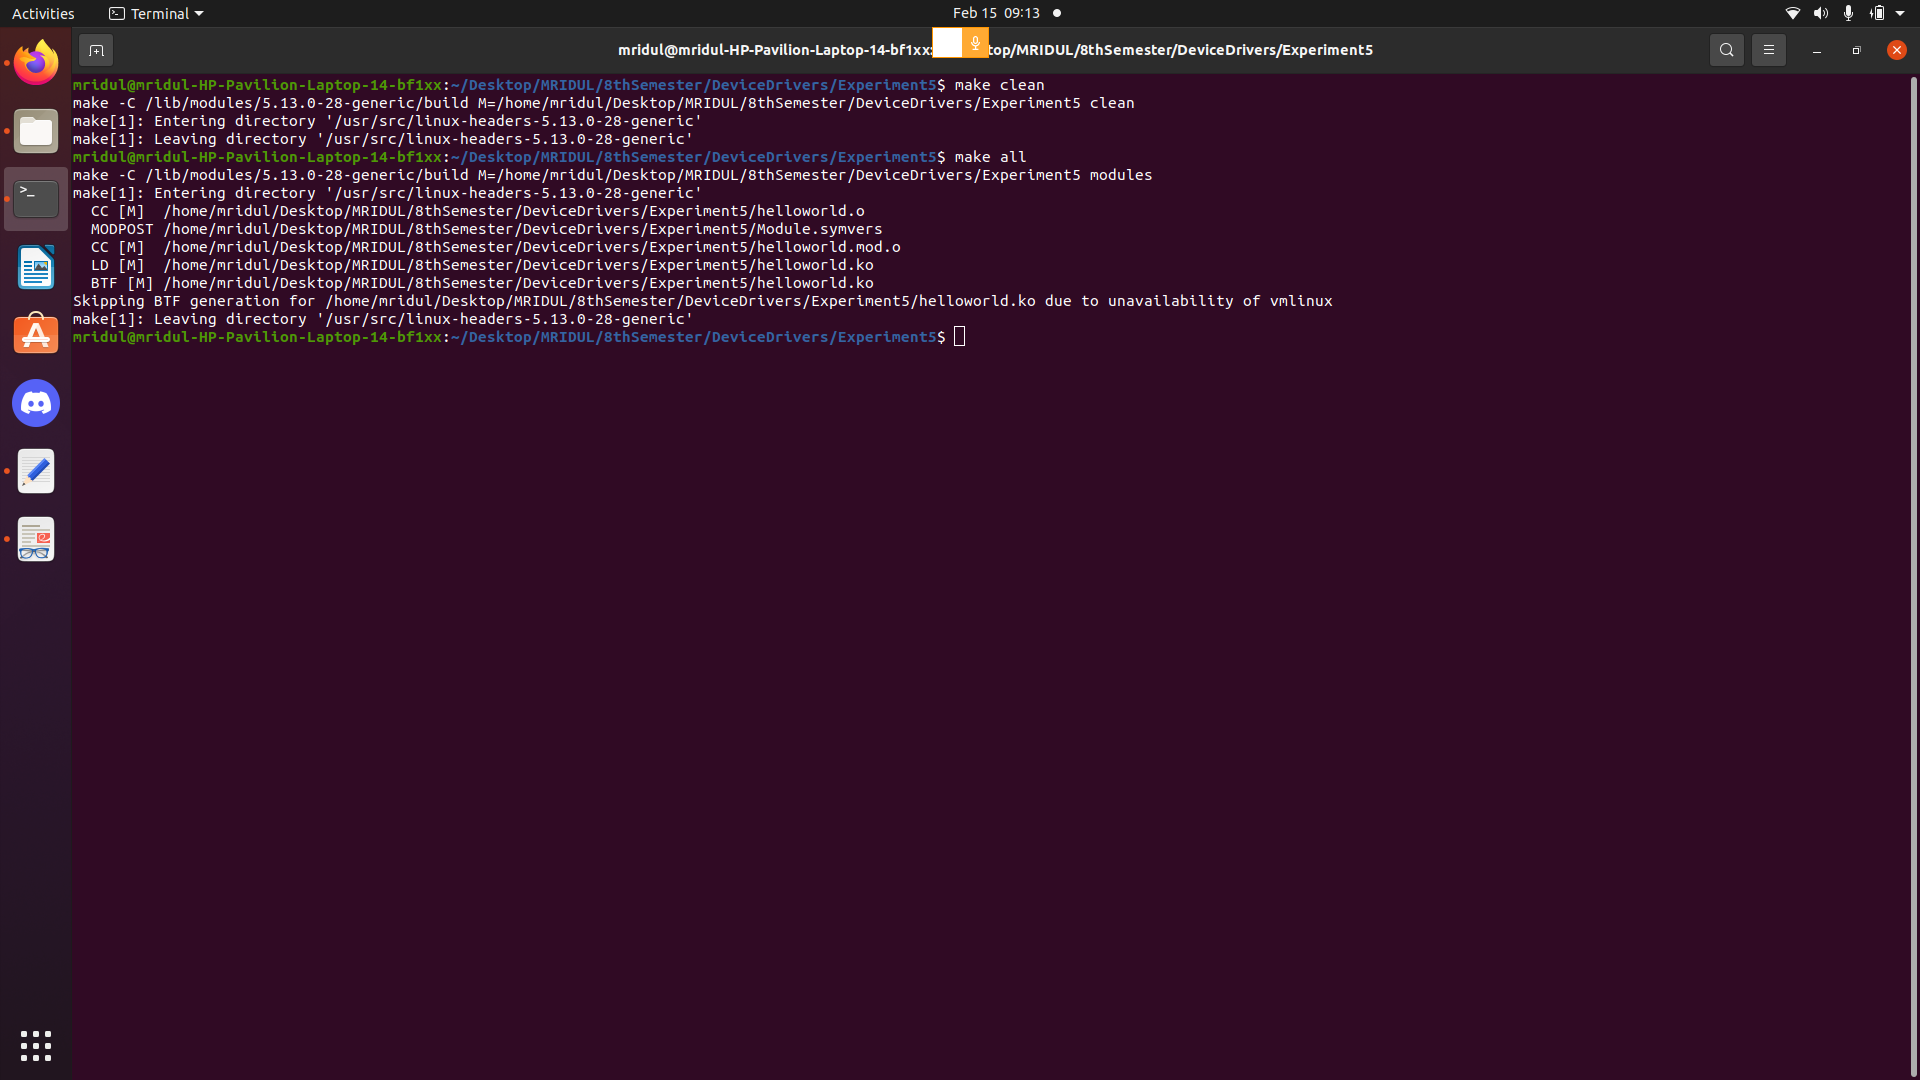 Activities
Terminal
Feb 15 09:13
mridul@mridul-HP-Pavilion-Laptop-14-bf1xx: top/MRIDUL/8thSemester/DeviceDrivers/Experiment5
mridul@mridul-HP-Pavilion-Laptop-14-bf1xx:~/Desktop/MRIDUL/8thSemester/DeviceDrivers/Experiment5$ make clean
make -C /lib/modules/5.13.0-28-generic/build M=/home/mridul/Desktop/MRIDUL/8thSemester/DeviceDrivers/Experiment5 clean
make[1]: Entering directory '/usr/src/linux-headers-5.13.0-28-generic'
make[1]: Leaving directory '/usr/src/linux-headers-5.13.0-28-generic'
mridul@mridul-HP-Pavilion-Laptop-14-bf1xx:~/Desktop/MRIDUL/8thSemester/DeviceDrivers/Experiment5$ make all
make -C /lib/modules/5.13.0-28-generic/build M=/home/mridul/Desktop/MRIDUL/8thSemester/DeviceDrivers/Experiment5 modules
make[1]: Entering directory '/usr/src/linux-headers-5.13.0-28-generic'
  CC [M]  /home/mridul/Desktop/MRIDUL/8thSemester/DeviceDrivers/Experiment5/helloworld.o
  MODPOST /home/mridul/Desktop/MRIDUL/8thSemester/DeviceDrivers/Experiment5/Module.symvers
  CC [M]  /home/mridul/Desktop/MRIDUL/8thSemester/DeviceDrivers/Experiment5/helloworld.mod.o
  LD [M]  /home/mridul/Desktop/MRIDUL/8thSemester/DeviceDrivers/Experiment5/helloworld.ko
  BTF [M] /home/mridul/Desktop/MRIDUL/8thSemester/DeviceDrivers/Experiment5/helloworld.ko
Skipping BTF generation for /home/mridul/Desktop/MRIDUL/8thSemester/DeviceDrivers/Experiment5/helloworld.ko due to unavailability of vmlinux
make[1]: Leaving directory '/usr/src/linux-headers-5.13.0-28-generic'
mridul@mridul-HP-Pavilion-Laptop-14-bf1xx:~/Desktop/MRIDUL/8thSemester/DeviceDrivers/Experiment5$